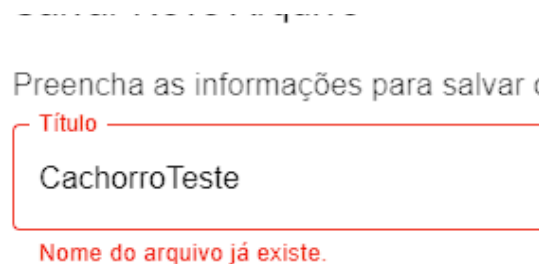 Preencha as informações para salvar
Título
CachorroTeste
Nome do arquivo já existe.